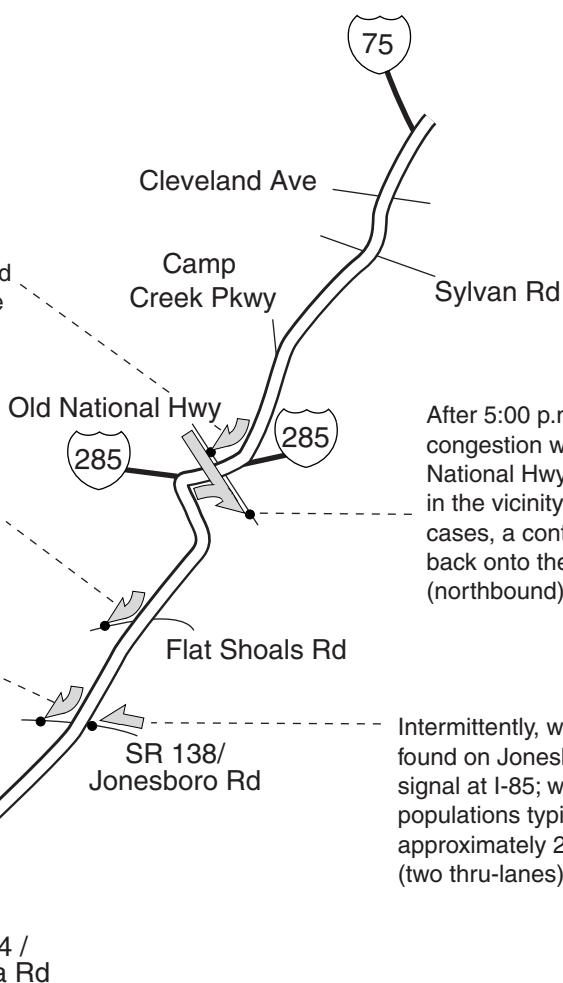 75
Cleveland Ave
Camp
Creek Pkwy
Sylvan Rd
Old National Hwy
285
285
After 5:00 p.m
congestion w
National Hwy
in the vicinity
cases, a cont
back onto the
(northbound)
Flat Shoals Rd
Intermittently, w
found on Jonesb
signal at I-85; w
populations typi
approximately 2
(two thru-lanes)
SR 138/
Jonesboro Rd
4 /
a Rd